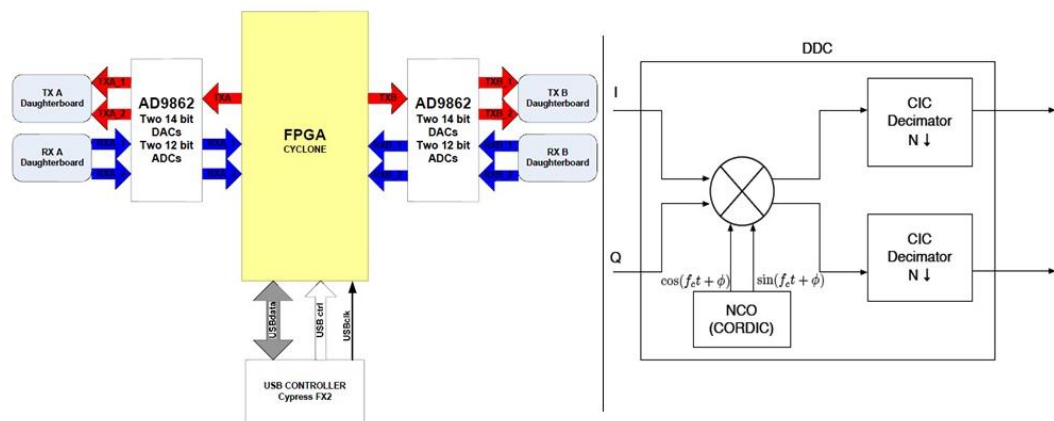 TX A
Daughterboard
RX A
Daughterboard
TXA_1
TXA_2
AD9862
Two 14 bit
DACs
Two 12 bit
ADCs
TXA
FPGA
CYCLONE
TXB
AD9862
Two 14 bit
DACs
Two 12 bit
ADCs
TXB_1
TXB_2
TX B
Daughterboard
RX B
Daughterboard
USBdata
USB ctrl
USBclk
USB CONTROLLER
Cypress FX2
DDC
I
Q
CIC
Decimator
N ↓
CIC
Decimator
N ↓
cos(f_c t + φ)
sin(f_c t + φ)
NCO
(CORDIC)